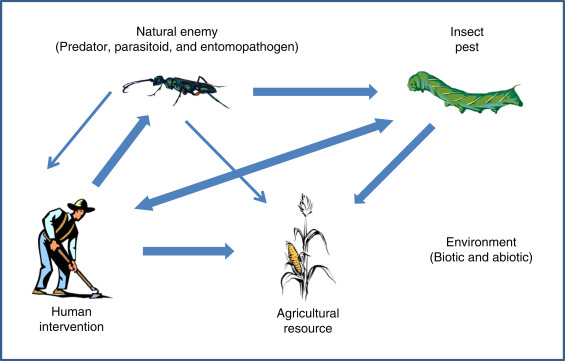 Natural enemy
(Predator, parasitoid, and entomopathogen)
Insect
pest
Environment
(Biotic and abiotic)
Human
intervention
Agricultural
resource